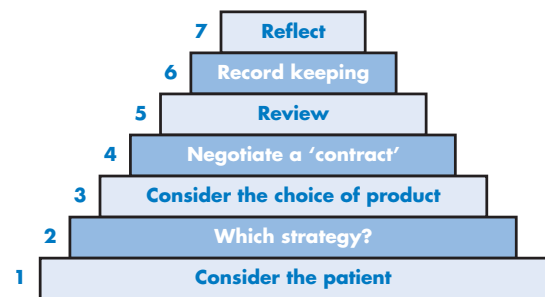 7 Reflect
6 Record keeping
5 Review
4 Negotiate a ‘contract’
3 Consider the choice of product
2 Which strategy?
1 Consider the patient